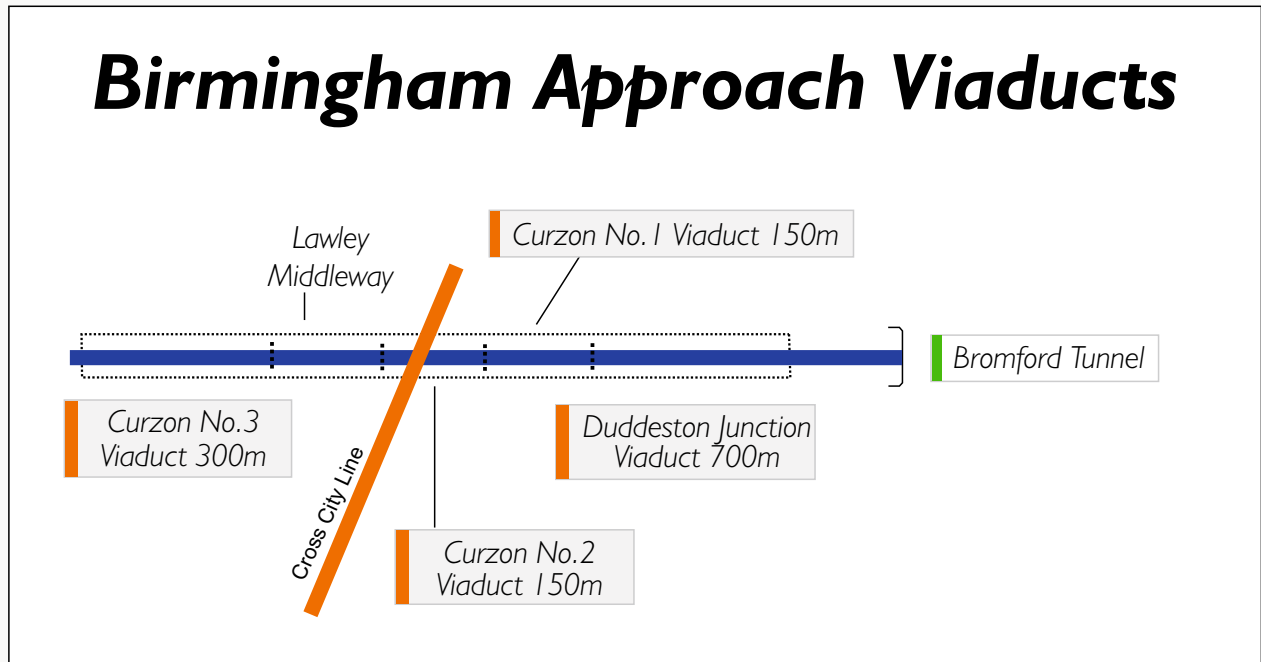 Birmingham Approach Viaducts
Lawley
Middleway
Curzon No.1 Viaduct 150m
Bromford Tunnel
Curzon No.3
Viaduct 300m
Cross City Line
Duddeston Junction
Viaduct 700m
Curzon No.2
Viaduct 150m